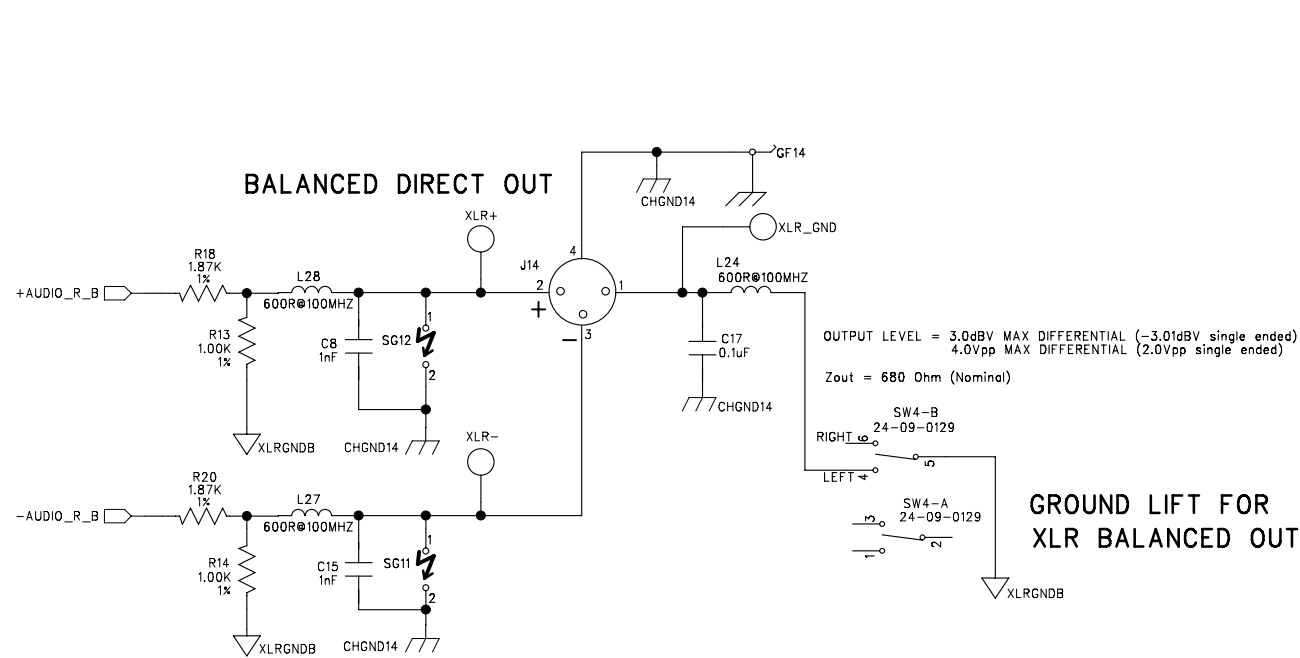 GF14
BALANCED DIRECT OUT
CHGND14
XLR+
XLR_GND
R18
1.87K
1%
4
J14
L24
600R@100MHZ
L28
600R@100MHZ
+AUDIO_R_B
2
1
+
3
-
R13
1.00K
1%
C8
1nF
SG12
1
2
C17
0.1uF
OUTPUT LEVEL = 3.0dBV MAX DIFFERENTIAL (-3.01dBV single ended)
4.0Vpp MAX DIFFERENTIAL (2.0Vpp single ended)
Zout = 680 Ohm (Nominal)
CHGND14
SW4-B
24-09-0129
RIGHT 6
5
LEFT 4
XLRGNDB
CHGND14
XLR-
R20
1.87K
1%
L27
600R@100MHZ
-AUDIO_R_B
SW4-A
24-09-0129
3
2
1
GROUND LIFT FOR
XLR BALANCED OUT
R14
1.00K
1%
C15
1nF
SG11
1
2
XLRGNDB
XLRGNDB
CHGND14